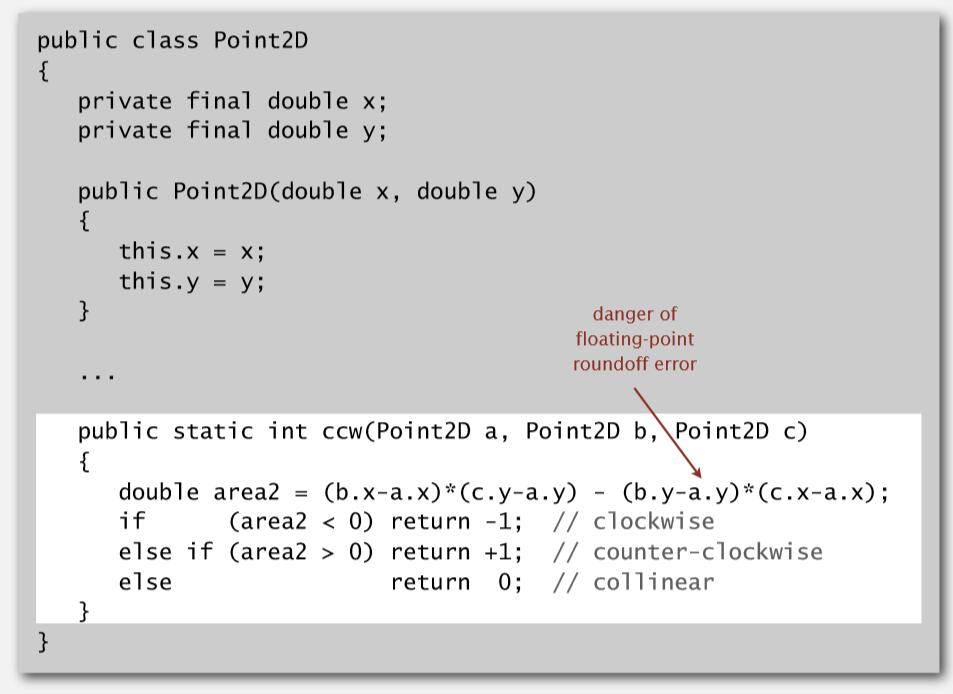 public class Point2D
{
   private final double x;
   private final double y;

   public Point2D(double x, double y)
   {
      this.x = x;
      this.y = y;
   }
danger of
floating-point
roundoff error
   ...

   public static int ccw(Point2D a, Point2D b, Point2D c)
   {
      double area2 = (b.x-a.x)*(c.y-a.y) - (b.y-a.y)*(c.x-a.x);
      if      (area2 < 0) return -1;  // clockwise
      else if (area2 > 0) return +1;  // counter-clockwise
      else                return  0;  // collinear
   }
}